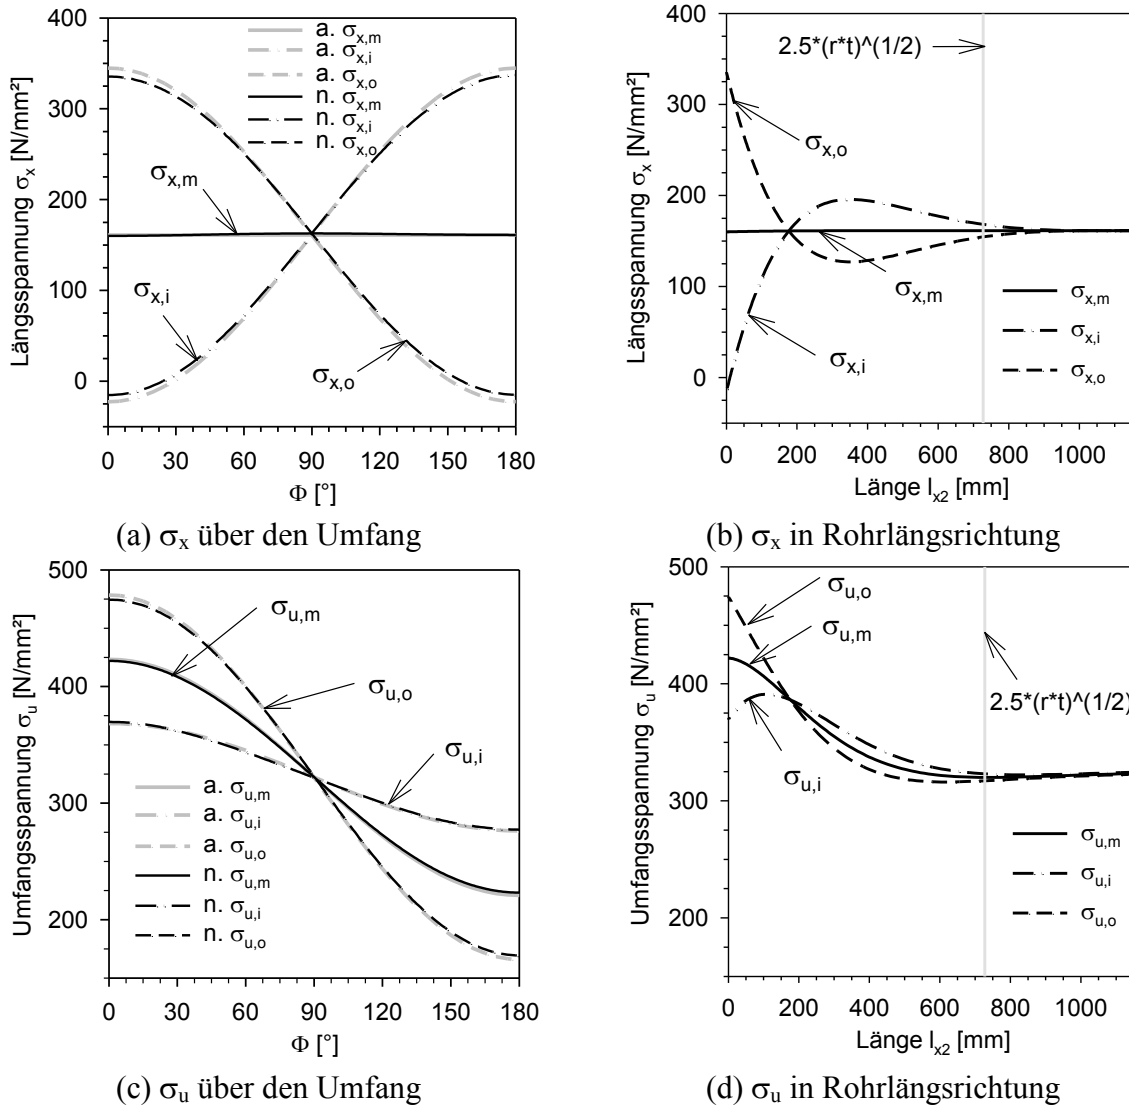 Längsspannung σx [N/mm²]
400
300
200
100
0
a. σx,m
a. σx,i
a. σx,o
n. σx,m
n. σx,i
n. σx,o
σx,m
σx,i
σx,o
0 30 60 90 120 150 180
Φ [°]
(a) σx über den Umfang
Längsspannung σx [N/mm²]
400
300
200
100
0
2.5*(r*t)^(1/2)
σx,o
σx,m
σx,i
σx,m
σx,i
σx,o
0 200 400 600 800 1000
Länge lx2 [mm]
(b) σx in Rohrlängsrichtung
Umfangsspannung σu [N/mm²]
500
400
300
200
σu,m
σu,o
σu,i
a. σu,m
a. σu,i
a. σu,o
n. σu,m
n. σu,i
n. σu,o
0 30 60 90 120 150 180
Φ [°]
(c) σu über den Umfang
Umfangsspannung σu [N/mm²]
500
400
300
200
σu,o
σu,m
2.5*(r*t)^(1/2)
σu,i
σu,m
σu,i
σu,o
0 200 400 600 800 1000
Länge lx2 [mm]
(d) σu in Rohrlängsrichtung